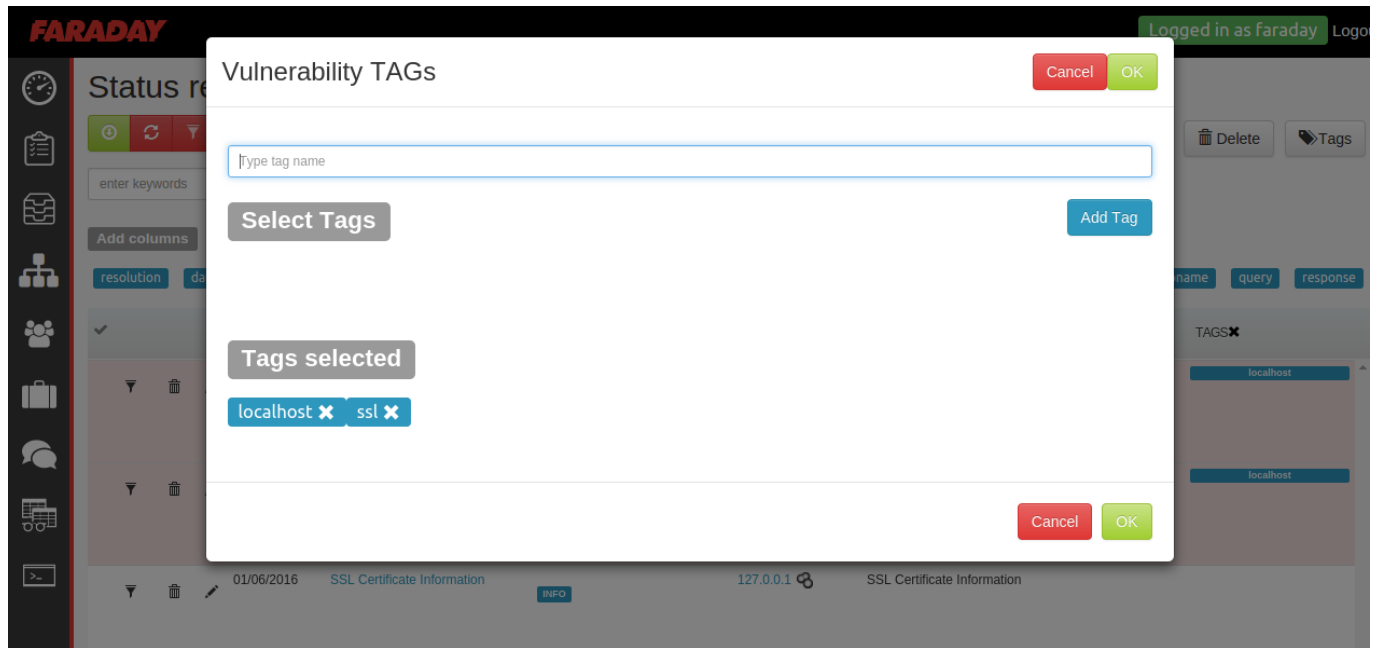 FARADAY
Logged in as faraday Logou
Status re
Vulnerability TAGs
Cancel OK
Delete Tags
Type tag name
enter keywords
Select Tags
Add Tag
Add columns
resolution da name query response
TAGS
Tags selected
localhost
localhost ssl
localhost
Cancel OK
01/06/2016 SSL Certificate Information INFO 127.0.0.1 SSL Certificate Information